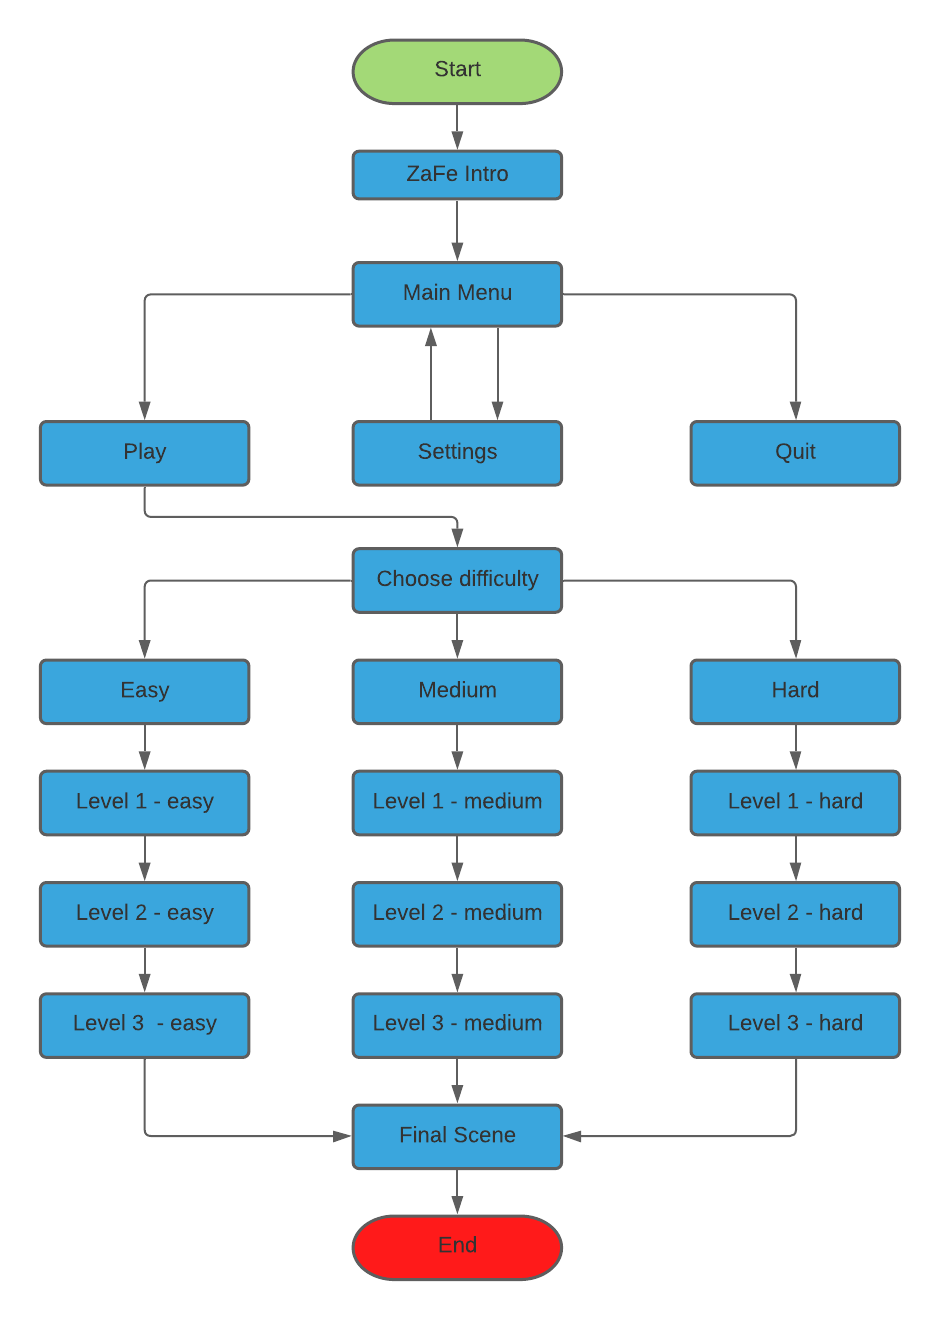 Start
ZaFe Intro
Main Menu
Play
Settings
Quit
Choose difficulty
Easy
Medium
Hard
Level 1 - easy
Level 1 - medium
Level 1 - hard
Level 2 - easy
Level 2 - medium
Level 2 - hard
Level 3  - easy
Level 3 - medium
Level 3 - hard
Final Scene
End